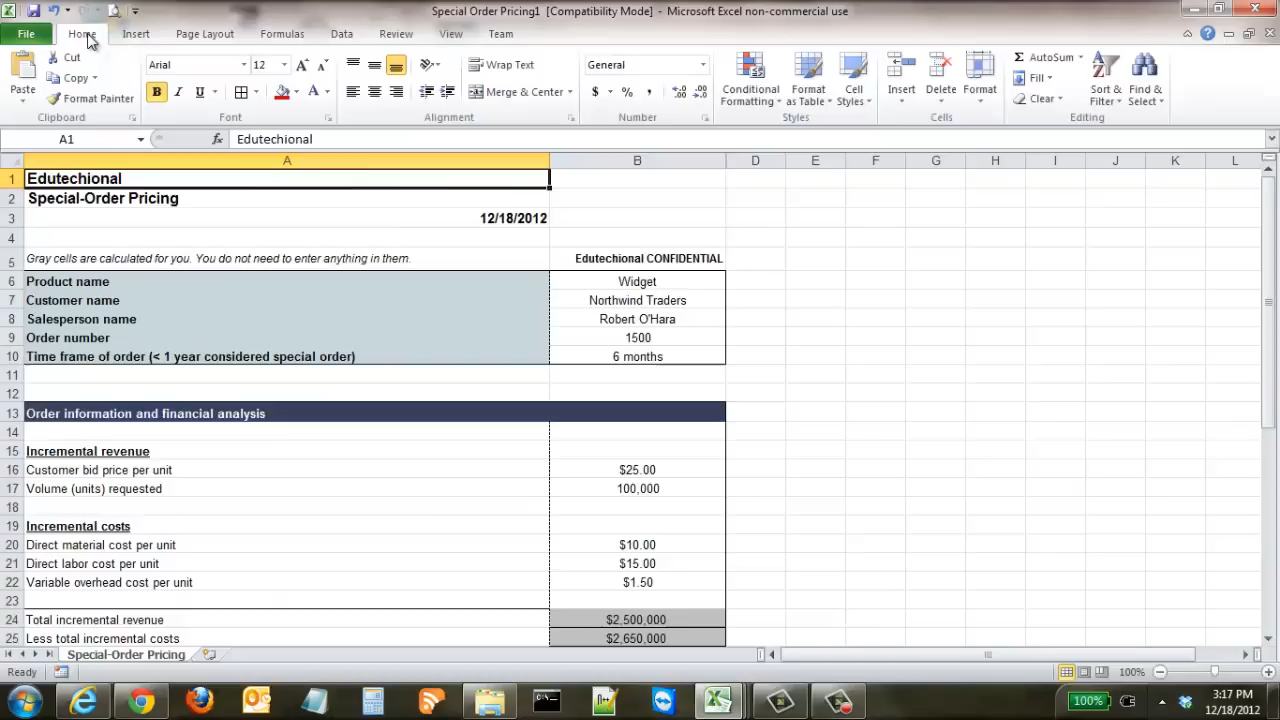 Special Order Pricing1 [Compatibility Mode] - Microsoft Excel non-commercial use
File Home Insert Page Layout Formulas Data Review View Team
Paste
Cut
Copy
Format Painter
Clipboard
Arial 12
B I U A
Font
Wrap Text
Merge & Center
Alignment
General
$ % ,
Number
Conditional Formatting
Format as Table
Cell Styles
Styles
Insert Delete Format
Cells
AutoSum
Fill
Clear
Sort & Filter
Find & Select
Editing
A1 fx Edutechional
A B D E F G H I J K L
1 Edutechional
2 Special-Order Pricing
3 12/18/2012
4
5 Gray cells are calculated for you. You do not need to enter anything in them. Edutechional CONFIDENTIAL
6 Product name Widget
7 Customer name Northwind Traders
8 Salesperson name Robert O'Hara
9 Order number 1500
10 Time frame of order (< 1 year considered special order) 6 months
11
12
13 Order information and financial analysis
14
15 Incremental revenue
16 Customer bid price per unit $25.00
17 Volume (units) requested 100,000
18
19 Incremental costs
20 Direct material cost per unit $10.00
21 Direct labor cost per unit $15.00
22 Variable overhead cost per unit $1.50
23
24 Total incremental revenue $2,500,000
25 Less total incremental costs $2,650,000
Special-Order Pricing
Ready 100%
100% 3:17 PM
12/18/2012